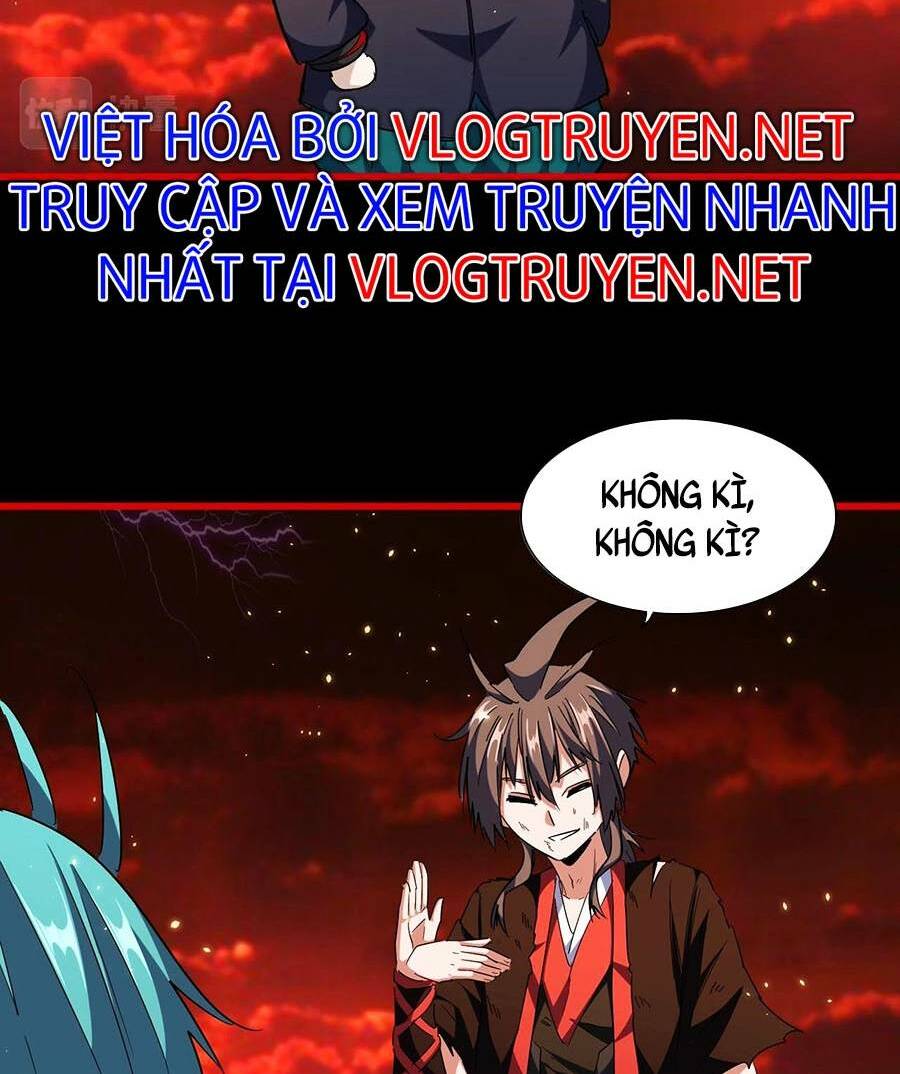 VIỆT HÓA BỞI VLOGTRUYEN.NET
TRUY CẬP VÀ XEM TRUYỆN NHANH
NHẤT TẠI VLOGTRUYEN.NET
KHÔNG KÌ,
KHÔNG KÌ?